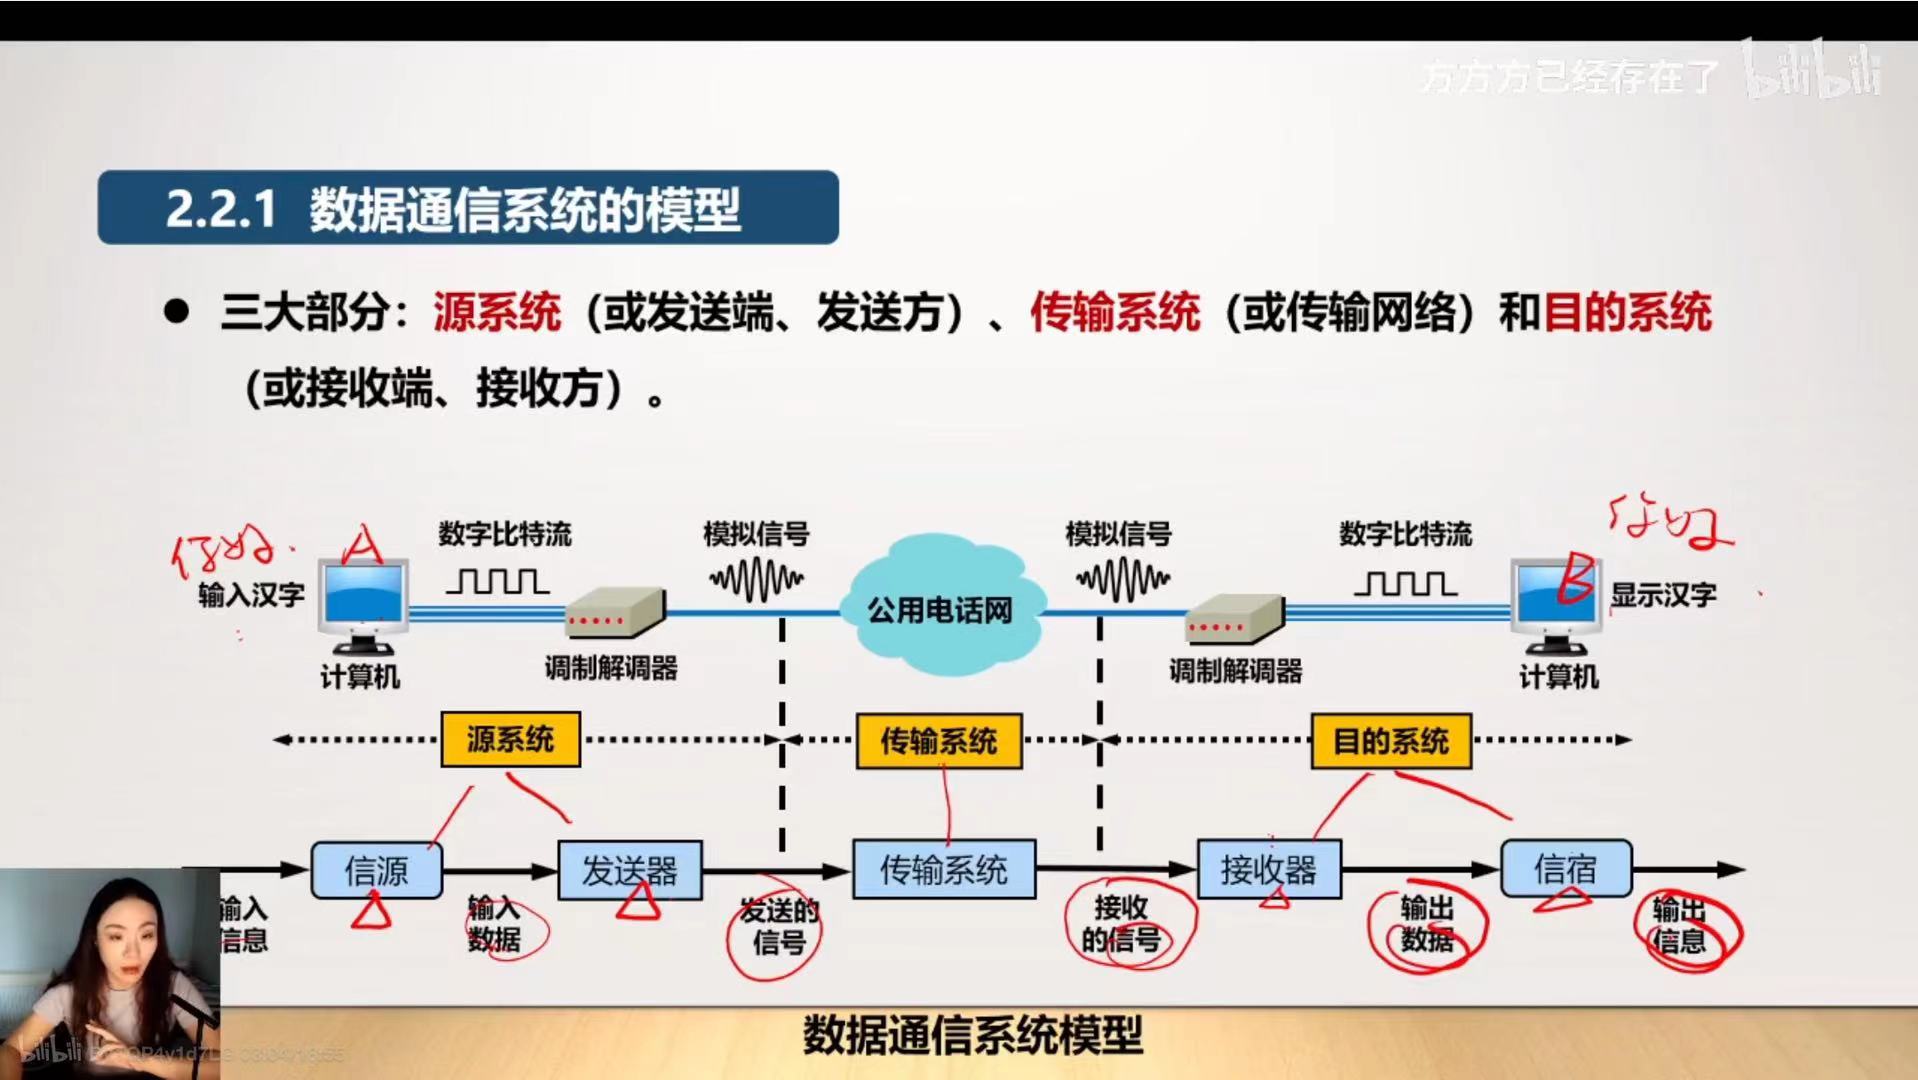 方方方已经存在了 bilibili
2.2.1 数据通信系统的模型
● 三大部分：源系统（或发送端、发送方）、传输系统（或传输网络）和目的系统
（或接收端、接收方）。
你好 A 数字比特流 模拟信号 模拟信号 数字比特流 你好
输入汉字 公用电话网 B 显示汉字
计算机 调制解调器 调制解调器 计算机
源系统 传输系统 目的系统
信源 发送器 传输系统 接收器 信宿
输入 输入 发送的 接收 输出 输出
信息 数据 信号 的信号 数据 信息
数据通信系统模型
bilibili